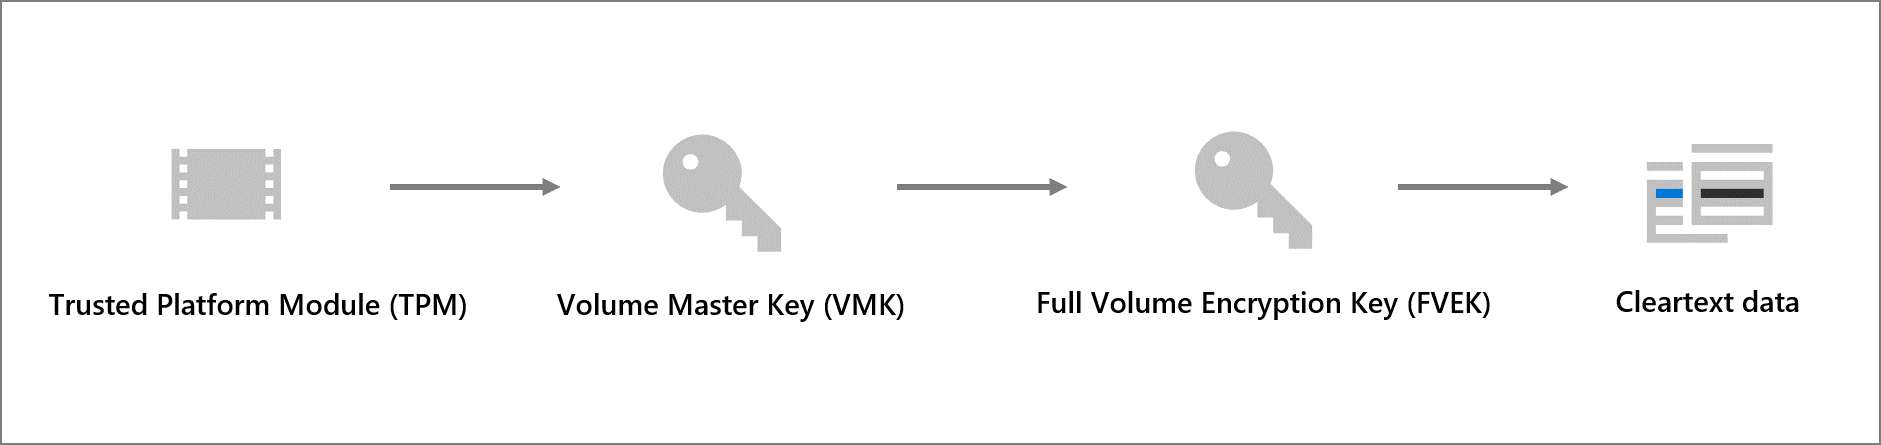 Trusted Platform Module (TPM)
Volume Master Key (VMK)
Full Volume Encryption Key (FVEK)
Cleartext data